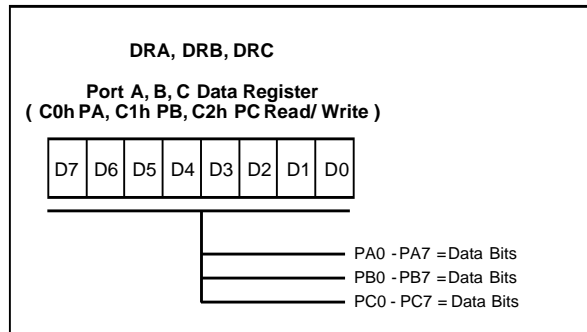 DRA, DRB, DRC
Port A, B, C Data Register
( C0h PA, C1h PB, C2h PC Read/ Write )
D7 D6 D5 D4 D3 D2 D1 D0
PA0 - PA7 = Data Bits
PB0 - PB7 = Data Bits
PC0 - PC7 = Data Bits